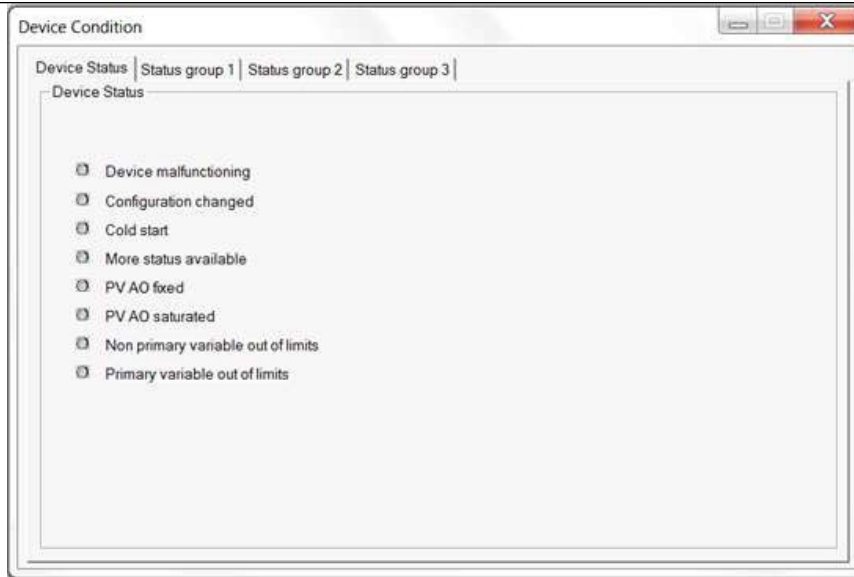 Device Condition
Device Status Status group 1 Status group 2 Status group 3
Device Status
Device malfunctioning
Configuration changed
Cold start
More status available
PV AO fixed
PV AO saturated
Non primary variable out of limits
Primary variable out of limits